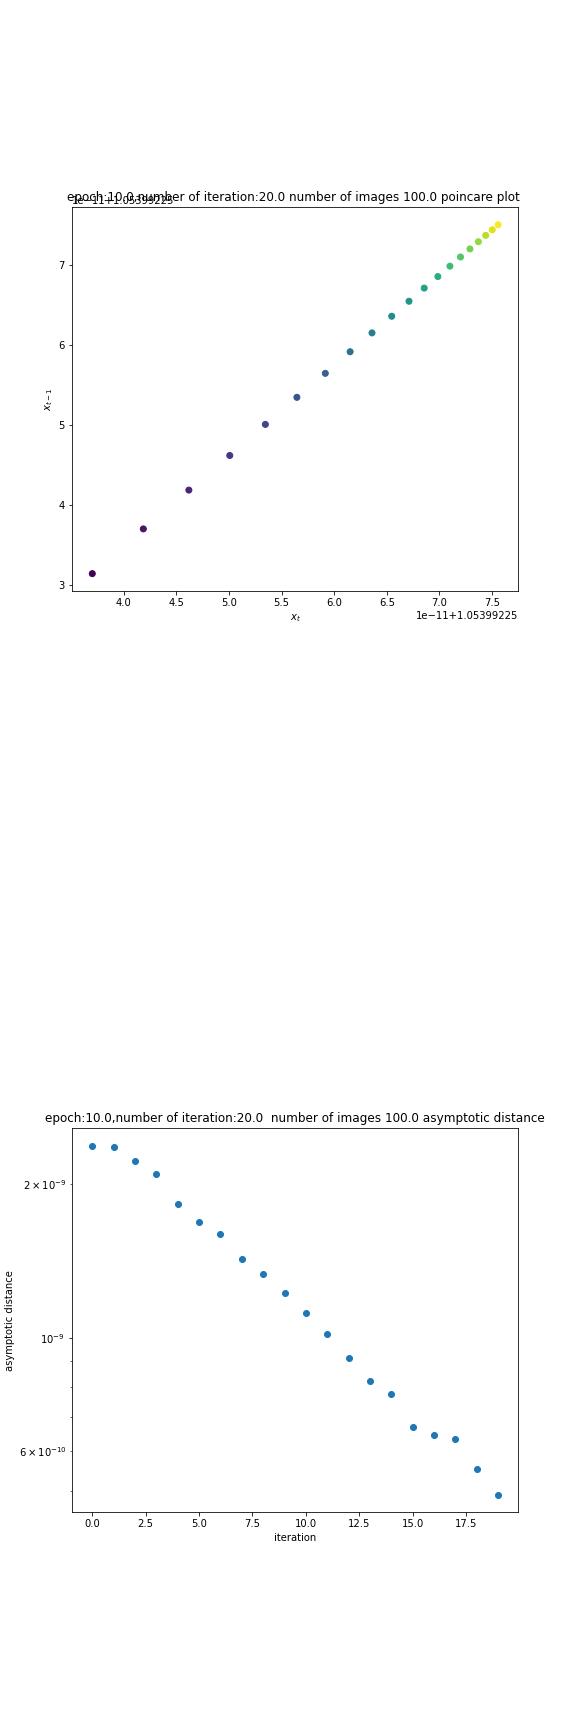 epoch:10.0,number of iteration:20.0 number of images 100.0 poincare plot
1e−11+1.05399225
7
6
5
4
3
x_{t−1}
4.0 4.5 5.0 5.5 6.0 6.5 7.0 7.5
x_t
1e−11+1.05399225
epoch:10.0,number of iteration:20.0  number of images 100.0 asymptotic distance
2×10⁻⁹
10⁻⁹
6×10⁻¹⁰
asymptotic distance
0.0 2.5 5.0 7.5 10.0 12.5 15.0 17.5
iteration